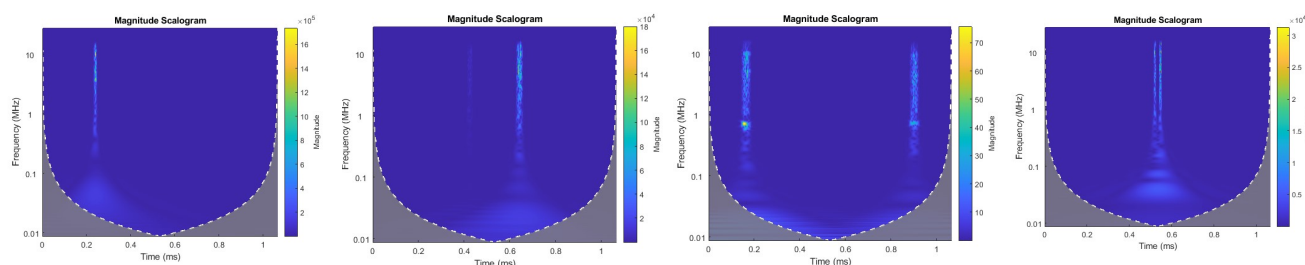 Magnitude Scalogram
×10⁵
10
1
0.1
0.01
Frequency (MHz)
0 0.2 0.4 0.6 0.8 1
Time (ms)
16
14
12
10
8
6
4
2
Magnitude
Magnitude Scalogram
×10⁴
10
1
0.1
0.01
Frequency (MHz)
0 0.2 0.4 0.6 0.8 1
Time (ms)
18
16
14
12
10
8
6
4
2
Magnitude
Magnitude Scalogram
10
1
0.1
0.01
Frequency (MHz)
0 0.2 0.4 0.6 0.8 1
Time (ms)
70
60
50
40
30
20
10
Magnitude
Magnitude Scalogram
×10⁴
10
1
0.1
0.01
Frequency (MHz)
0 0.2 0.4 0.6 0.8 1
Time (ms)
3
2.5
2
1.5
1
0.5
Magnitude